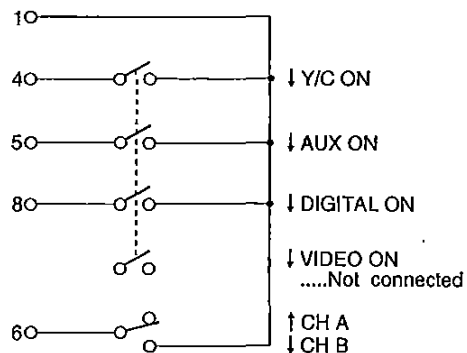 1
4 ↓ Y/C ON
5 ↓ AUX ON
8 ↓ DIGITAL ON
↓ VIDEO ON
.....Not connected
6 ↑ CH A
↓ CH B